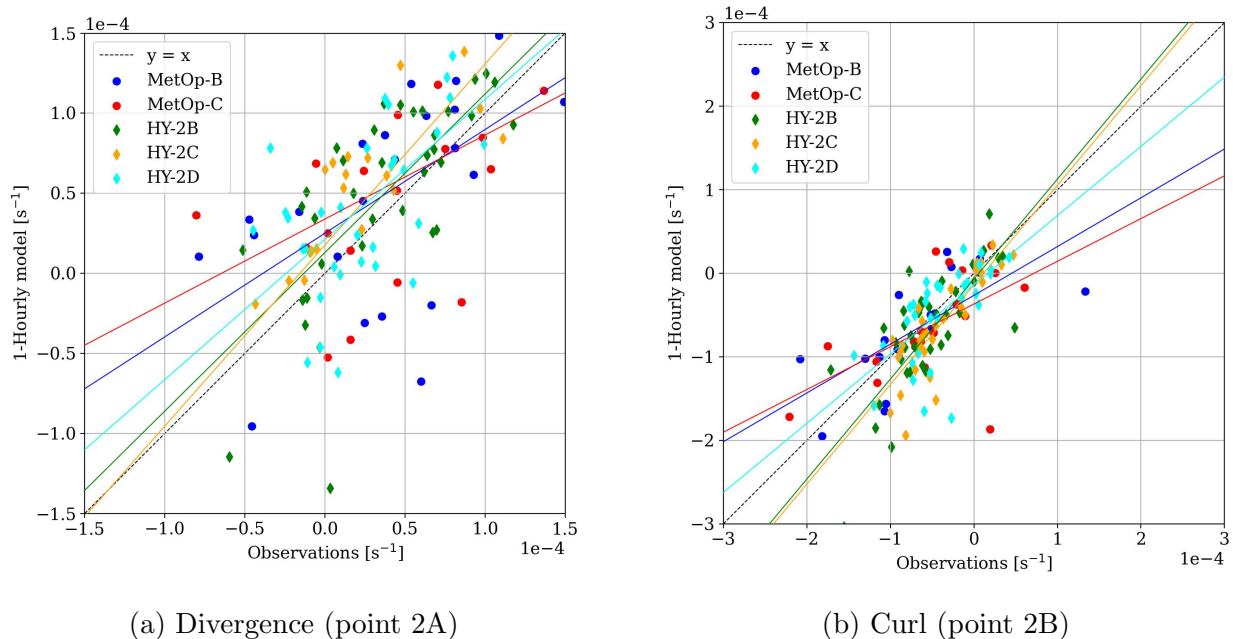 1e−4
1.5
1.0
0.5
0.0
−0.5
−1.0
−1.5
1-Hourly model [s⁻¹]
y = x
MetOp-B
MetOp-C
HY-2B
HY-2C
HY-2D
−1.5 −1.0 −0.5 0.0 0.5 1.0 1.5
Observations [s⁻¹]
1e−4
(a) Divergence (point 2A)
1e−4
3
2
1
0
−1
−2
−3
1-Hourly model [s⁻¹]
y = x
MetOp-B
MetOp-C
HY-2B
HY-2C
HY-2D
−3 −2 −1 0 1 2 3
Observations [s⁻¹]
1e−4
(b) Curl (point 2B)